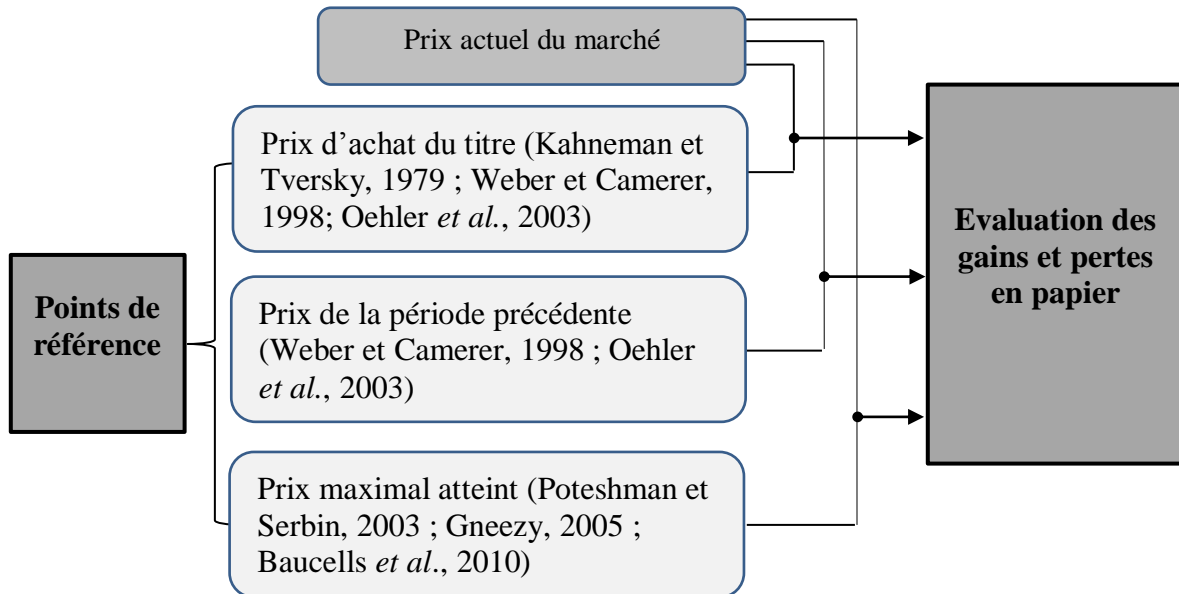 Prix actuel du marché
Prix d’achat du titre (Kahneman et
Tversky, 1979 ; Weber et Camerer,
1998; Oehler et al., 2003)
Points de
référence
Prix de la période précédente
(Weber et Camerer, 1998 ; Oehler
et al., 2003)
Prix maximal atteint (Poteshman et
Serbin, 2003 ; Gneezy, 2005 ;
Baucells et al., 2010)
Evaluation des
gains et pertes
en papier